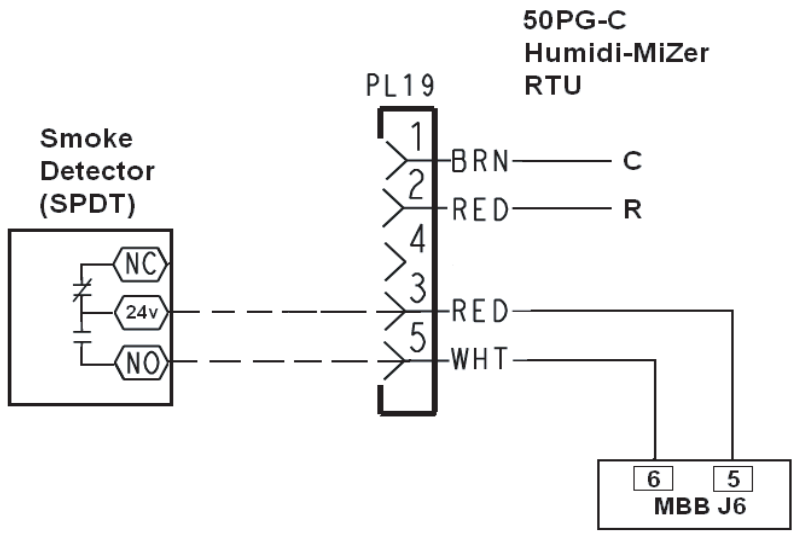 50PG-C
Humidi-MiZer
RTU
PL19
Smoke
Detector
(SPDT)
1
BRN
C
2
RED
R
4
NC
3
24v
RED
5
NO
WHT
6
5
MBB J6